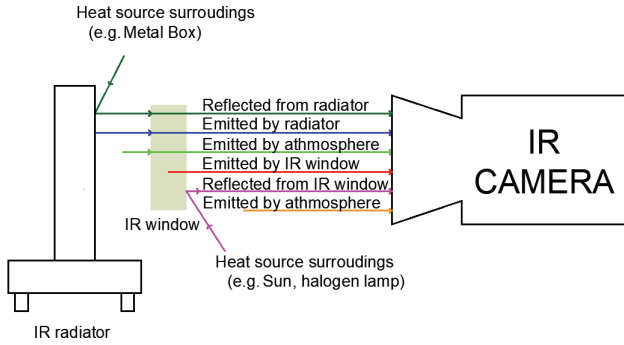 Heat source surroudings
(e.g. Metal Box)
Reflected from radiator
Emitted by radiator
Emitted by athmosphere
Emitted by IR window
Reflected from IR window
Emitted by athmosphere
IR window
IR
CAMERA
Heat source surroudings
(e.g. Sun, halogen lamp)
IR radiator